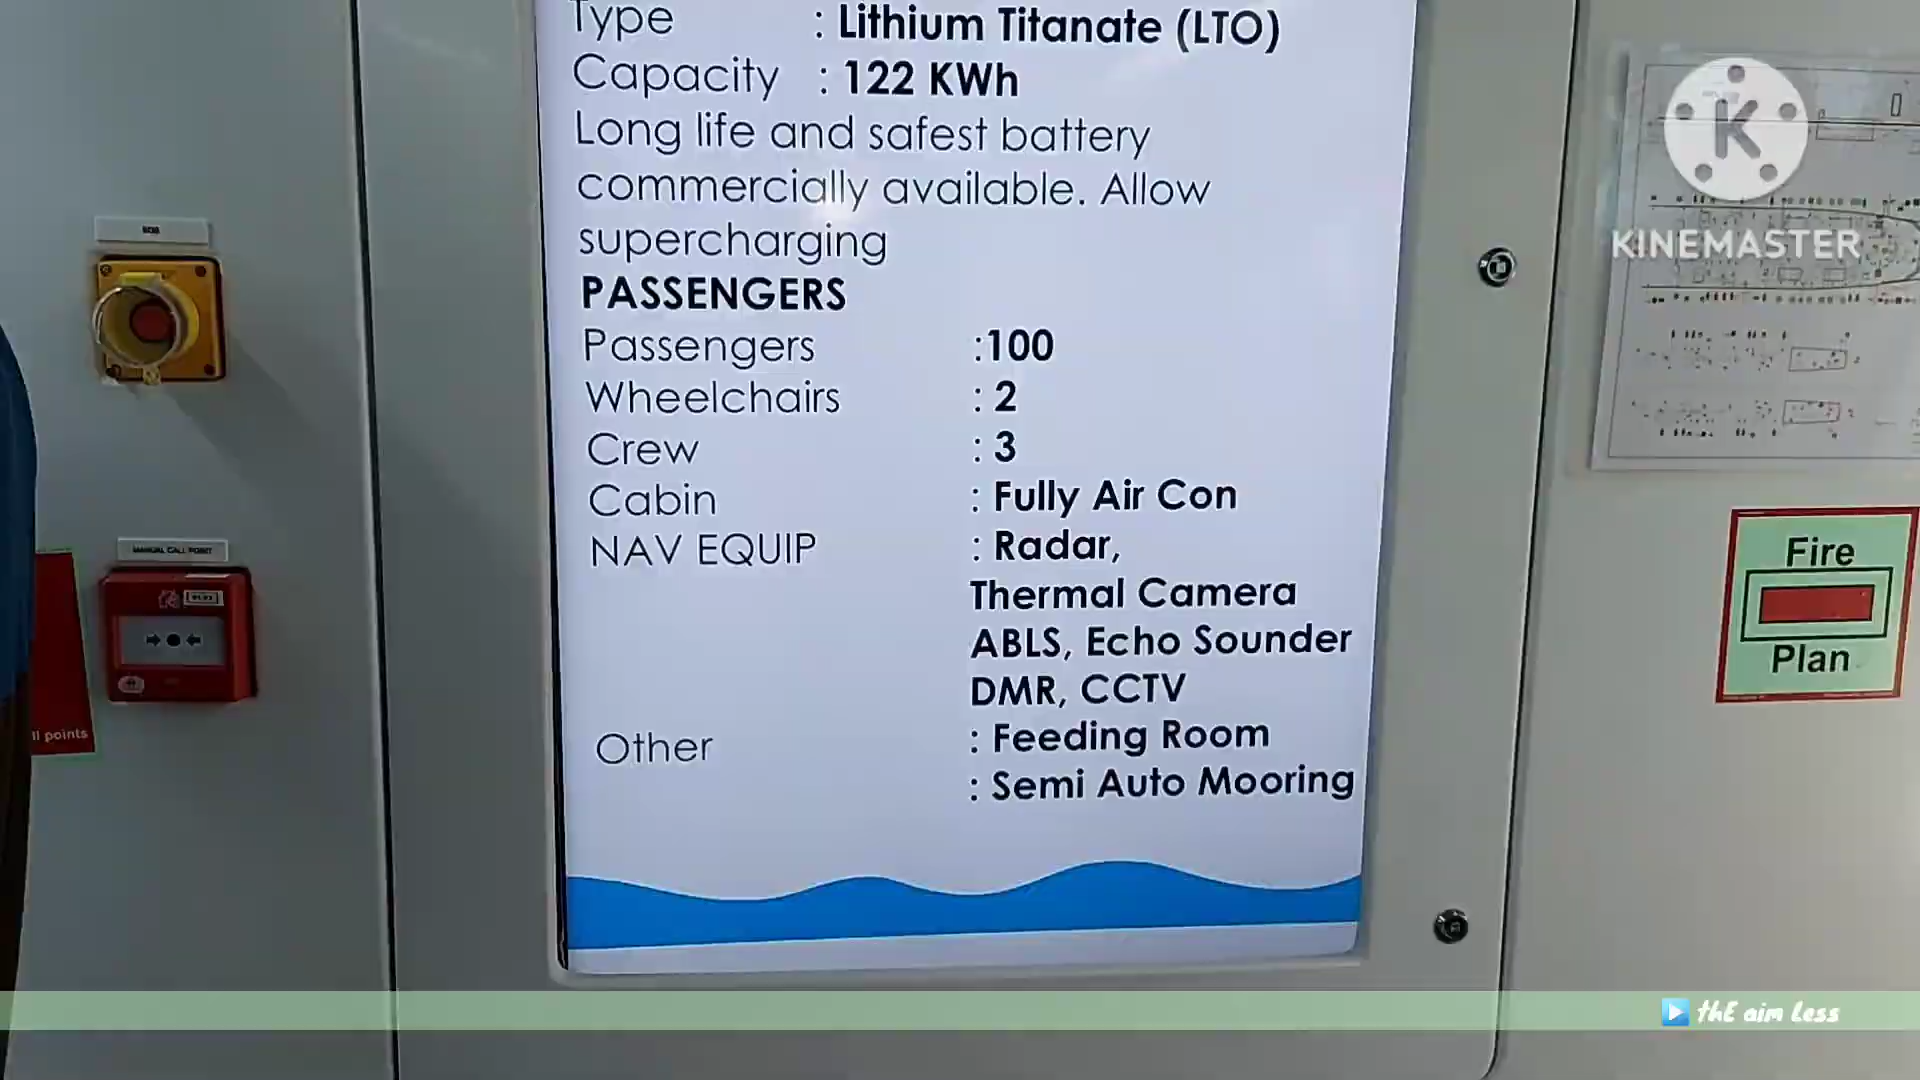 Type : Lithium Titanate (LTO)
Capacity : 122 KWh
Long life and safest battery
commercially available. Allow
supercharging
PASSENGERS
Passengers :100
Wheelchairs : 2
Crew : 3
Cabin : Fully Air Con
NAV EQUIP : Radar,
Thermal Camera
ABLS, Echo Sounder
DMR, CCTV
Other : Feeding Room
: Semi Auto Mooring
MANUAL CALL POINT
ll points
K
KINEMASTER
Fire
Plan
thE aim Less